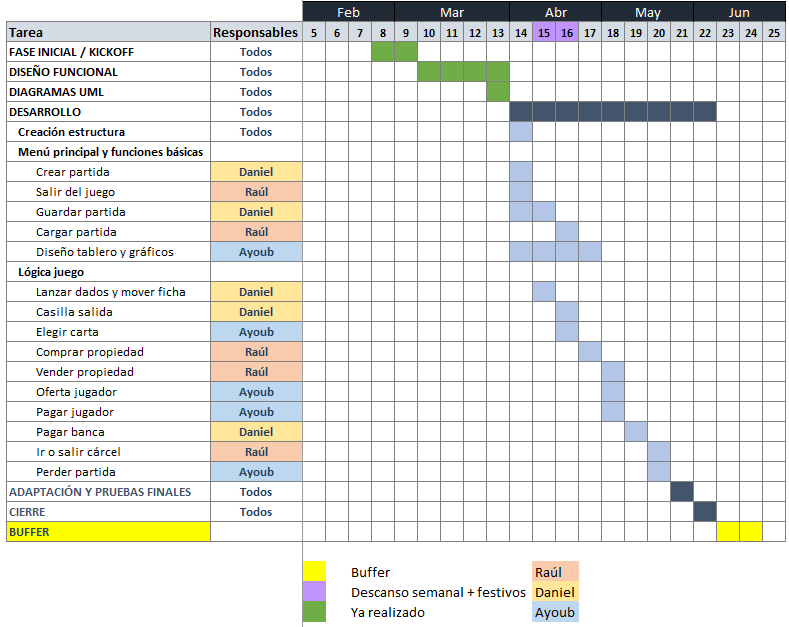 Feb Mar Abr May Jun
Tarea Responsables 5 6 7 8 9 10 11 12 13 14 15 16 17 18 19 20 21 22 23 24 25
FASE INICIAL / KICKOFF Todos
DISEÑO FUNCIONAL Todos
DIAGRAMAS UML Todos
DESARROLLO Todos
Creación estructura Todos
Menú principal y funciones básicas
Crear partida Daniel
Salir del juego Raúl
Guardar partida Daniel
Cargar partida Raúl
Diseño tablero y gráficos Ayoub
Lógica juego
Lanzar dados y mover ficha Daniel
Casilla salida Daniel
Elegir carta Ayoub
Comprar propiedad Raúl
Vender propiedad Raúl
Oferta jugador Ayoub
Pagar jugador Ayoub
Pagar banca Daniel
Ir o salir cárcel Raúl
Perder partida Ayoub
ADAPTACIÓN Y PRUEBAS FINALES Todos
CIERRE Todos
BUFFER
Buffer Raúl
Descanso semanal + festivos Daniel
Ya realizado Ayoub